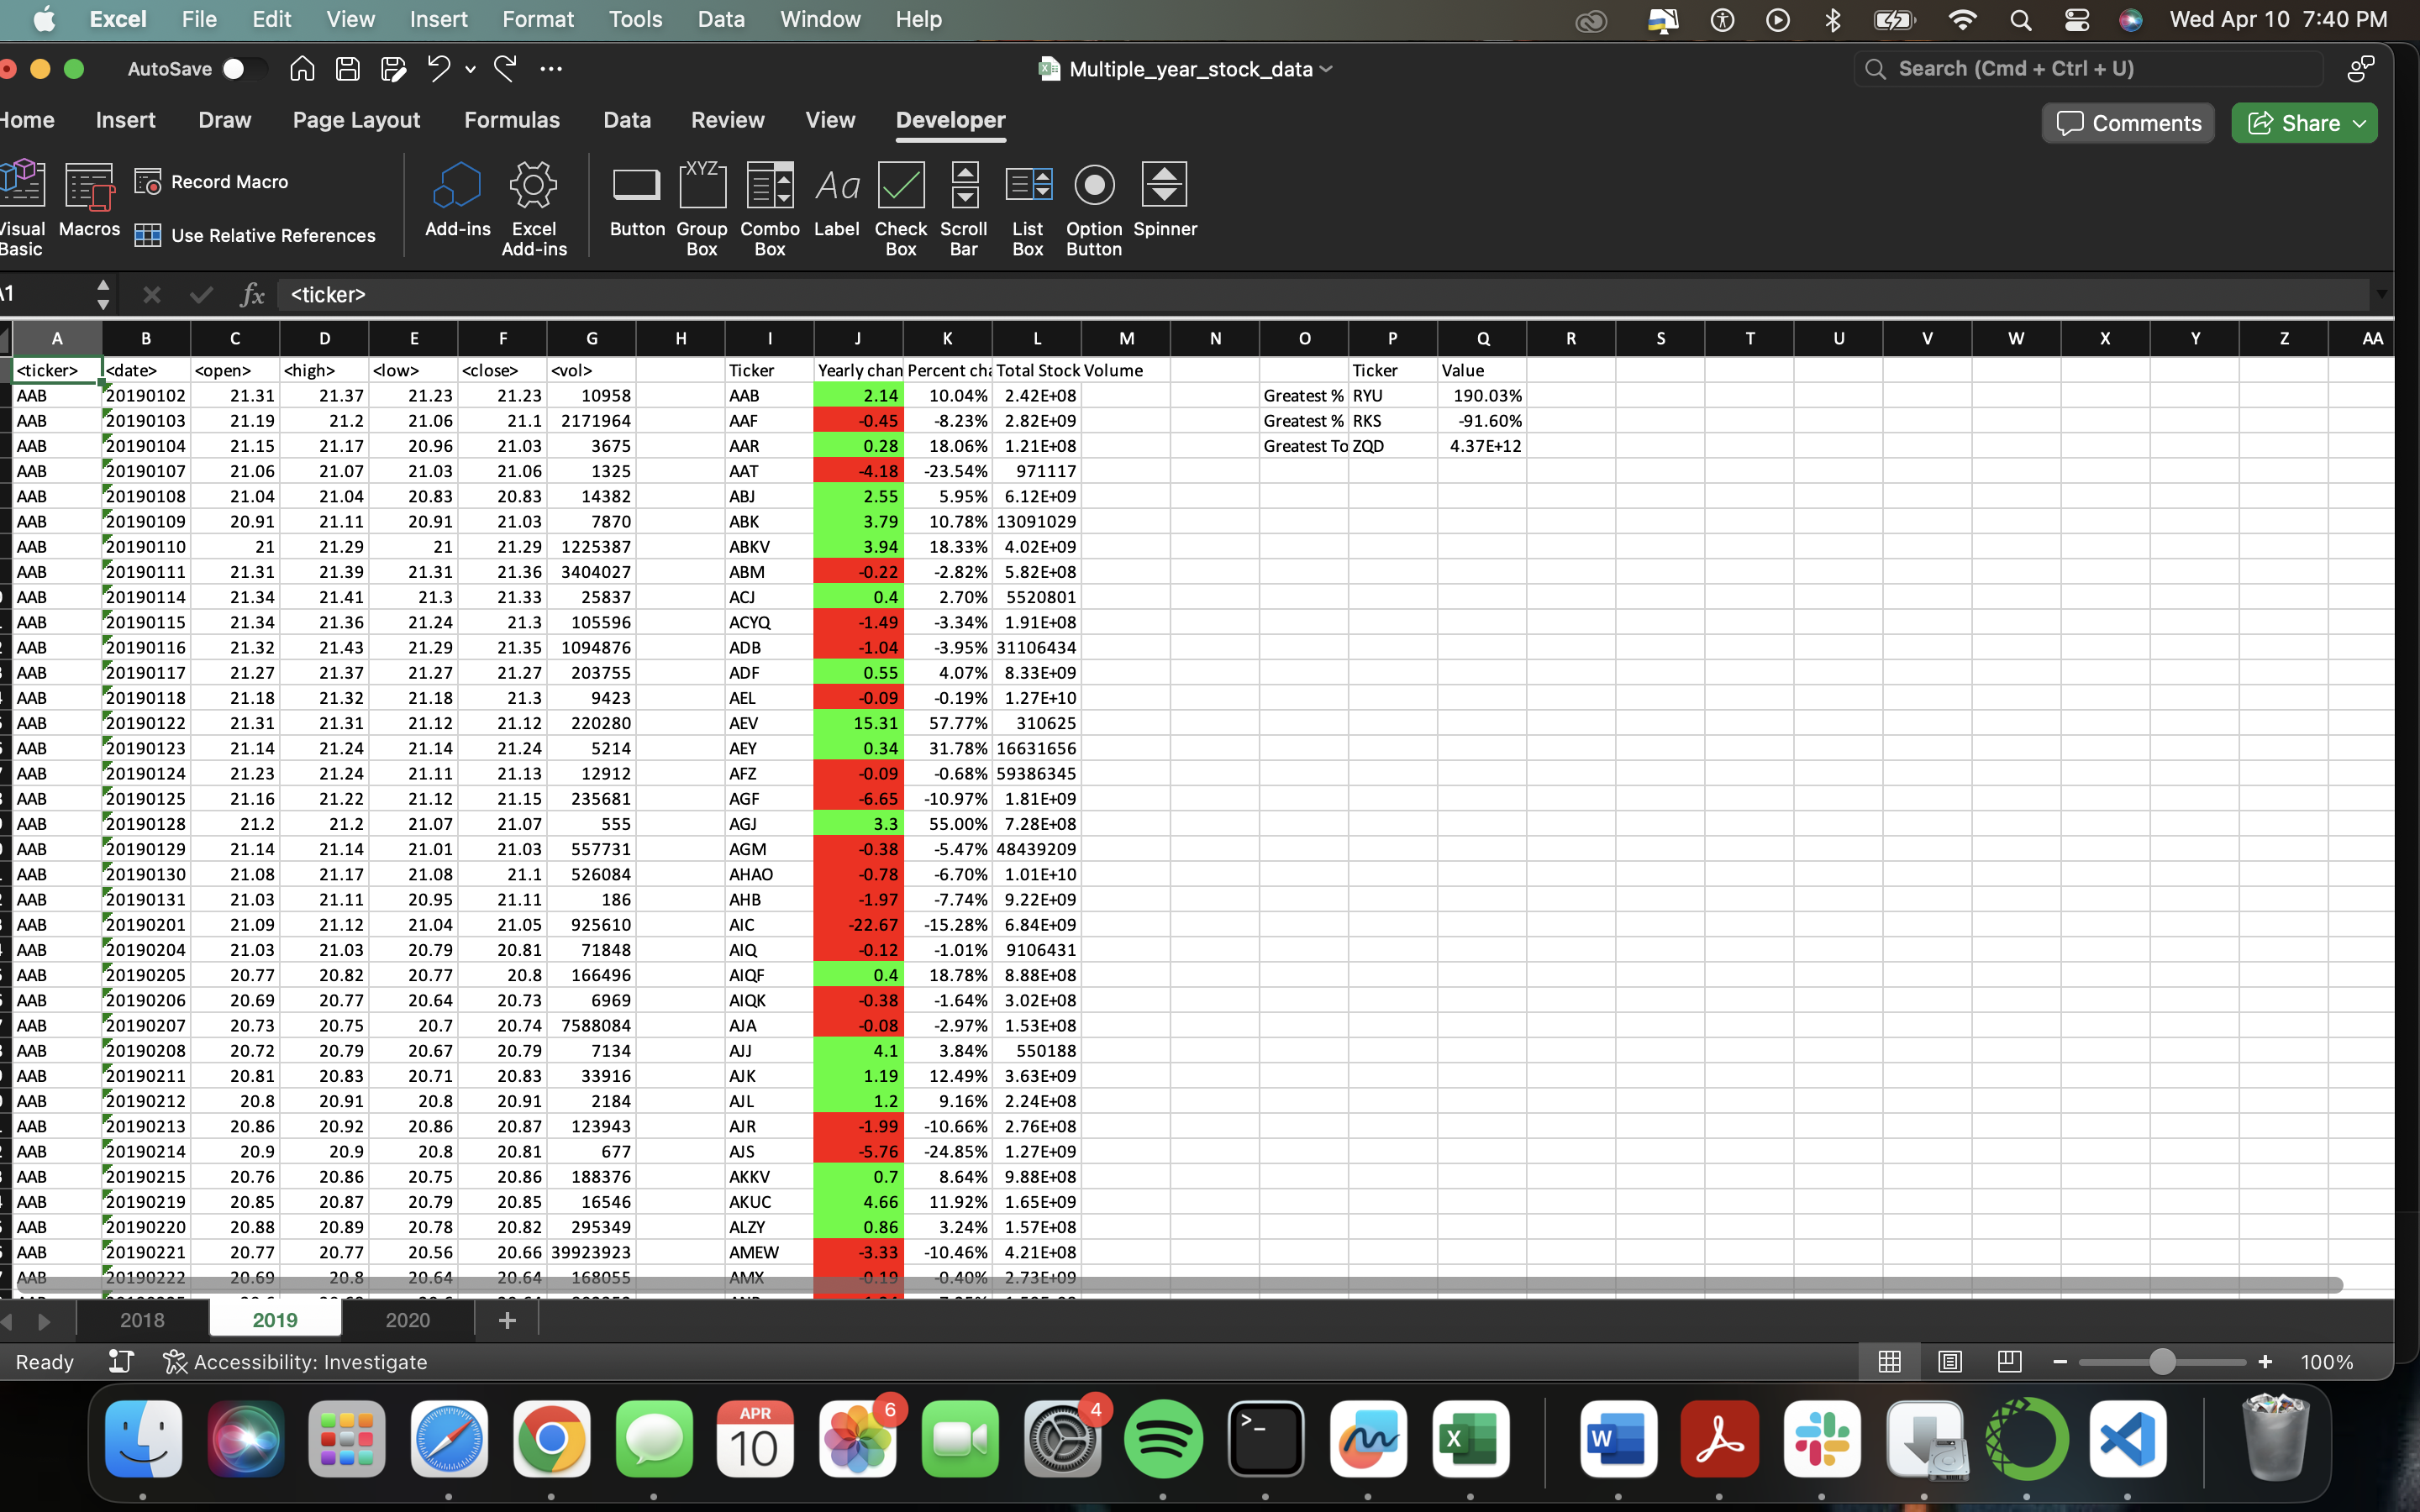 Excel File Edit View Insert Format Tools Data Window Help Wed Apr 10 7:40 PM
AutoSave Multiple_year_stock_data Search (Cmd + Ctrl + U)
Home Insert Draw Page Layout Formulas Data Review View Developer Comments Share
Visual Basic Macros Record Macro Use Relative References Add-ins Excel Add-ins Button Group Box Combo Box Label Check Box Scroll Bar List Box Option Button Spinner
XYZ Aa
A1 fx <ticker>
A B C D E F G H I J K L M N O P Q R S T U V W X Y Z AA
<ticker> <date> <open> <high> <low> <close> <vol> Ticker Yearly chan Percent cha Total Stock Volume Ticker Value
AAB 20190102 21.31 21.37 21.23 21.23 10958 AAB 2.14 10.04% 2.42E+08 Greatest % RYU 190.03%
AAB 20190103 21.19 21.2 21.06 21.1 2171964 AAF -0.45 -8.23% 2.82E+09 Greatest % RKS -91.60%
AAB 20190104 21.15 21.17 20.96 21.03 3675 AAR 0.28 18.06% 1.21E+08 Greatest To ZQD 4.37E+12
AAB 20190107 21.06 21.07 21.03 21.06 1325 AAT -4.18 -23.54% 971117
AAB 20190108 21.04 21.04 20.83 20.83 14382 ABJ 2.55 5.95% 6.12E+09
AAB 20190109 20.91 21.11 20.91 21.03 7870 ABK 3.79 10.78% 13091029
AAB 20190110 21 21.29 21 21.29 1225387 ABKV 3.94 18.33% 4.02E+09
AAB 20190111 21.31 21.39 21.31 21.36 3404027 ABM -0.22 -2.82% 5.82E+08
AAB 20190114 21.34 21.41 21.3 21.33 25837 ACJ 0.4 2.70% 5520801
AAB 20190115 21.34 21.36 21.24 21.3 105596 ACYQ -1.49 -3.34% 1.91E+08
AAB 20190116 21.32 21.43 21.29 21.35 1094876 ADB -1.04 -3.95% 31106434
AAB 20190117 21.27 21.37 21.27 21.27 203755 ADF 0.55 4.07% 8.33E+09
AAB 20190118 21.18 21.32 21.18 21.3 9423 AEL -0.09 -0.19% 1.27E+10
AAB 20190122 21.31 21.31 21.12 21.12 220280 AEV 15.31 57.77% 310625
AAB 20190123 21.14 21.24 21.14 21.24 5214 AEY 0.34 31.78% 16631656
AAB 20190124 21.23 21.24 21.11 21.13 12912 AFZ -0.09 -0.68% 59386345
AAB 20190125 21.16 21.22 21.12 21.15 235681 AGF -6.65 -10.97% 1.81E+09
AAB 20190128 21.2 21.2 21.07 21.07 555 AGJ 3.3 55.00% 7.28E+08
AAB 20190129 21.14 21.14 21.01 21.03 557731 AGM -0.38 -5.47% 48439209
AAB 20190130 21.08 21.17 21.08 21.1 526084 AHAO -0.78 -6.70% 1.01E+10
AAB 20190131 21.03 21.11 20.95 21.11 186 AHB -1.97 -7.74% 9.22E+09
AAB 20190201 21.09 21.12 21.04 21.05 925610 AIC -22.67 -15.28% 6.84E+09
AAB 20190204 21.03 21.03 20.79 20.81 71848 AIQ -0.12 -1.01% 9106431
AAB 20190205 20.77 20.82 20.77 20.8 166496 AIQF 0.4 18.78% 8.88E+08
AAB 20190206 20.69 20.77 20.64 20.73 6969 AIQK -0.38 -1.64% 3.02E+08
AAB 20190207 20.73 20.75 20.7 20.74 7588084 AJA -0.08 -2.97% 1.53E+08
AAB 20190208 20.72 20.79 20.67 20.79 7134 AJJ 4.1 3.84% 550188
AAB 20190211 20.81 20.83 20.71 20.83 33916 AJK 1.19 12.49% 3.63E+09
AAB 20190212 20.8 20.91 20.8 20.91 2184 AJL 1.2 9.16% 2.24E+08
AAB 20190213 20.86 20.92 20.86 20.87 123943 AJR -1.99 -10.66% 2.76E+08
AAB 20190214 20.9 20.9 20.8 20.81 677 AJS -5.76 -24.85% 1.27E+09
AAB 20190215 20.76 20.86 20.75 20.86 188376 AKKV 0.7 8.64% 9.88E+08
AAB 20190219 20.85 20.87 20.79 20.85 16546 AKUC 4.66 11.92% 1.65E+09
AAB 20190220 20.88 20.89 20.78 20.82 295349 ALZY 0.86 3.24% 1.57E+08
AAB 20190221 20.77 20.77 20.56 20.66 39923923 AMEW -3.33 -10.46% 4.21E+08
AAB 20190222 20.69 20.8 20.64 20.64 168055 AMX -0.19 -0.40% 2.73E+09
2018 2019 2020 +
Ready Accessibility: Investigate 100%
APR 10 6 4